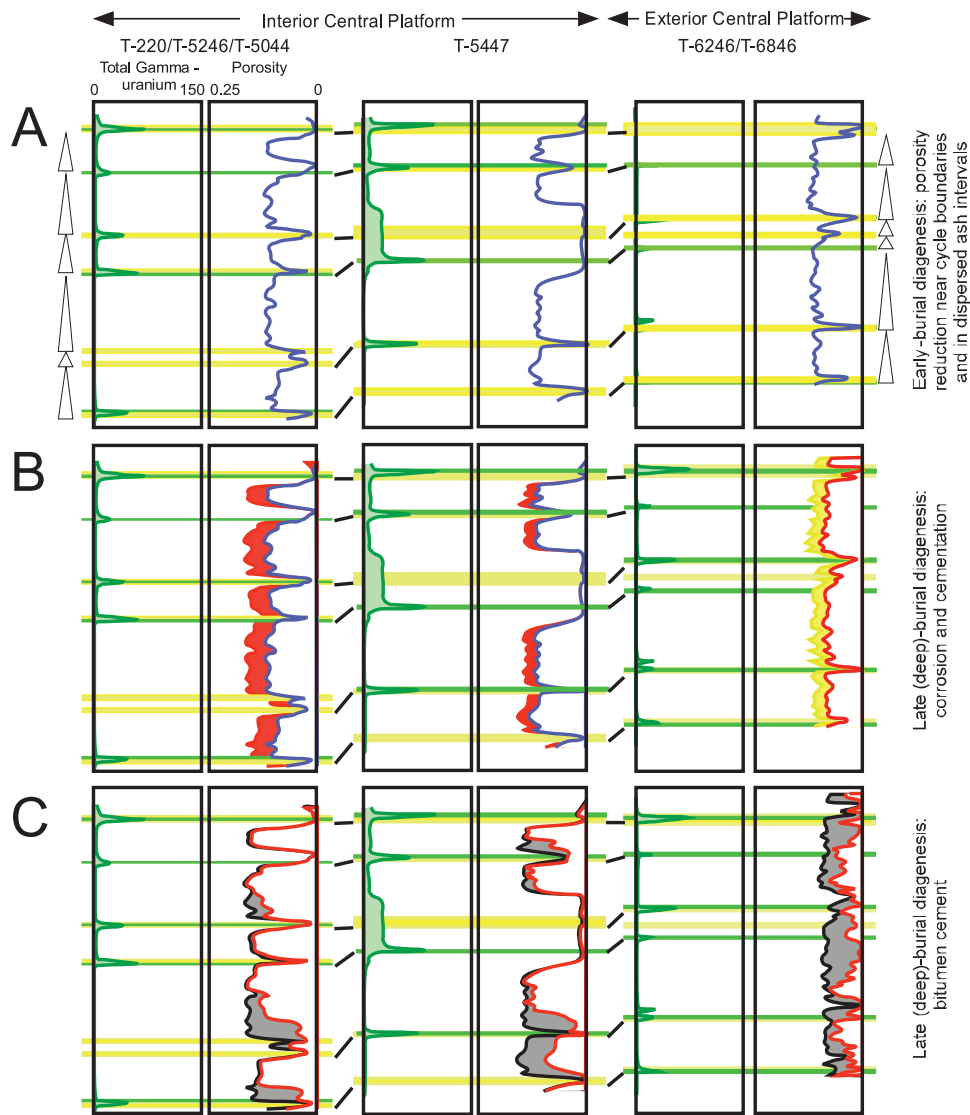 Interior Central Platform
Exterior Central Platform
T-220/T-5246/T-5044
T-5447
T-6246/T-6846
Total Gamma -
uranium
Porosity
0
150
0.25
0
A
Early-burial diagenesis: porosity
reduction near cycle boundaries
and in dispersed ash intervals
B
Late (deep)-burial diagenesis:
corrosion and cementation
C
Late (deep)-burial diagenesis:
bitumen cement